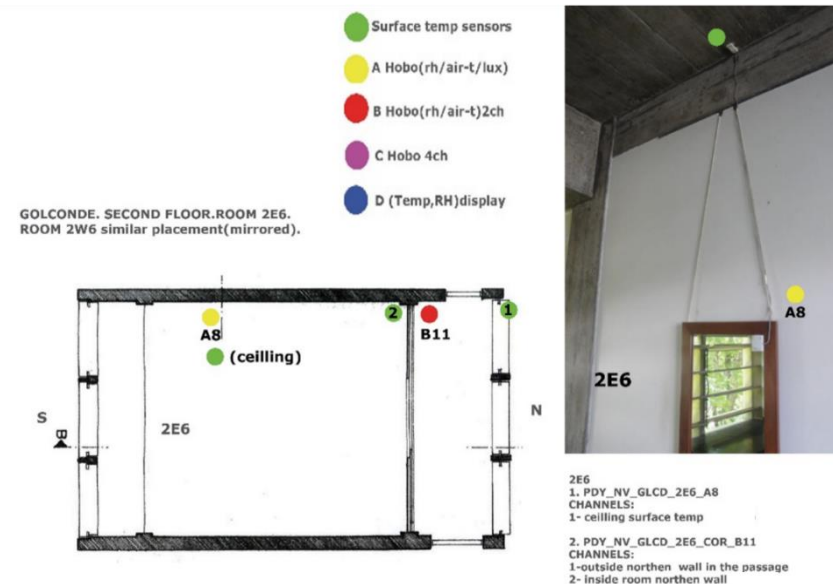 Surface temp sensors
A Hobo(rh/air-t/lux)
B Hobo(rh/air-t)2ch
C Hobo 4ch
D (Temp,RH)display
GOLCONDE. SECOND FLOOR.ROOM 2E6.
ROOM 2W6 similar placement(mirrored).
A8
(ceilling)
2
B11
1
S
B
2E6
N
A8
2E6
2E6
1. PDY_NV_GLCD_2E6_A8
CHANNELS:
1- ceilling surface temp
2. PDY_NV_GLCD_2E6_COR_B11
CHANNELS:
1-outside northen wall in the passage
2- inside room northen wall